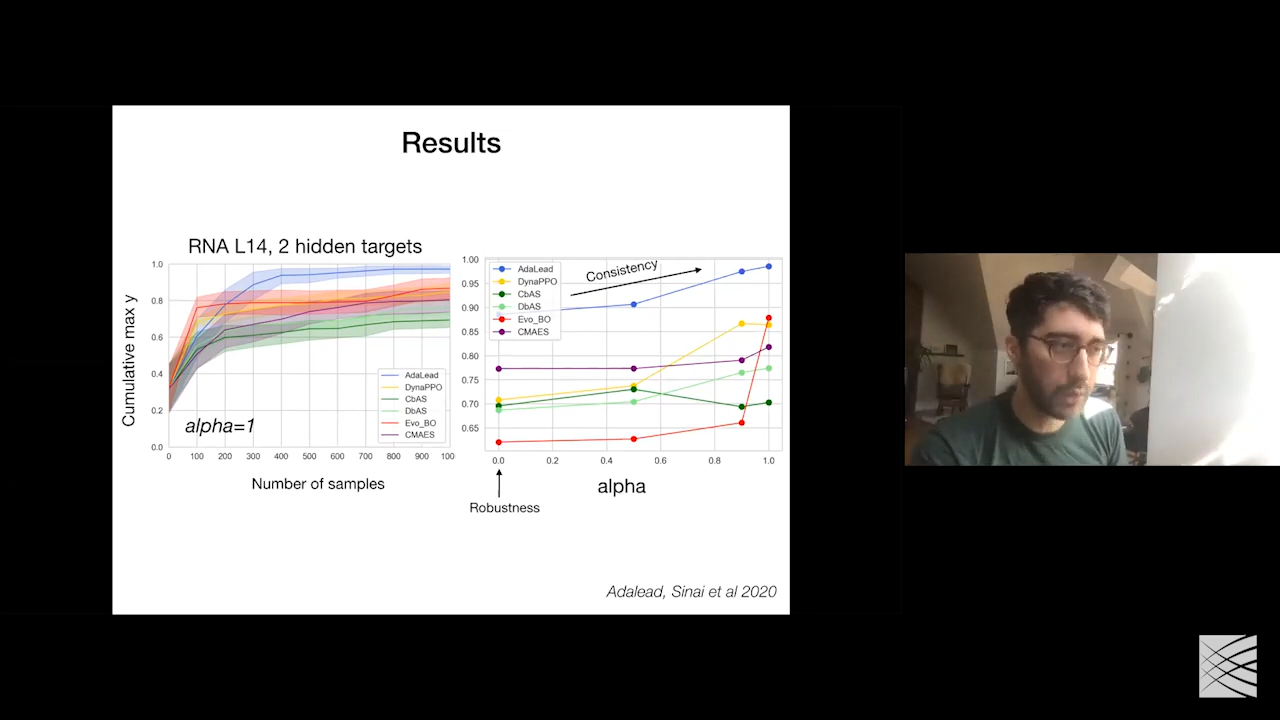 Results
RNA L14, 2 hidden targets
Cumulative max y
1.0
0.8
0.6
0.4
0.2
0.0
alpha=1
AdaLead
DynaPPO
CbAS
DbAS
Evo_BO
CMAES
0 100 200 300 400 500 600 700 800 900 100
Number of samples
1.00
0.95
0.90
0.85
0.80
0.75
0.70
0.65
AdaLead
DynaPPO
CbAS
DbAS
Evo_BO
CMAES
Consistency
0.0 0.2 0.4 0.6 0.8 1.0
alpha
Robustness
Adalead, Sinai et al 2020